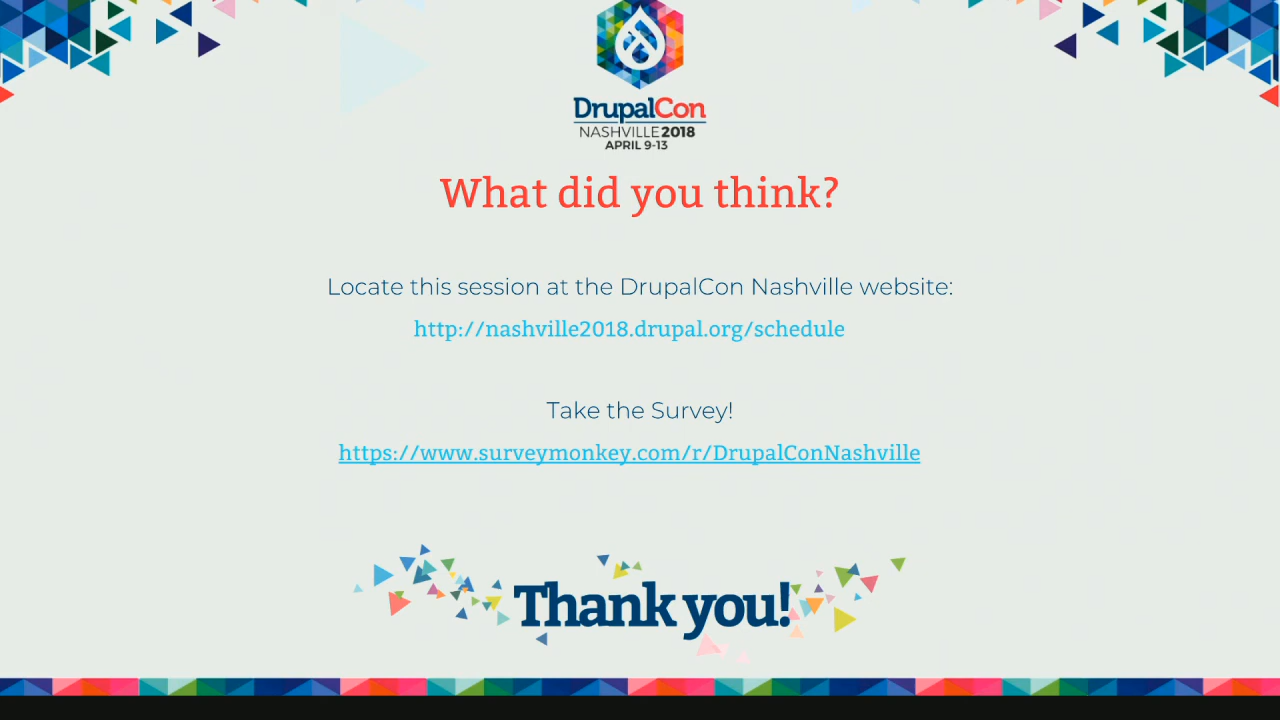 DrupalCon
NASHVILLE 2018
APRIL 9-13
What did you think?
Locate this session at the DrupalCon Nashville website:
http://nashville2018.drupal.org/schedule
Take the Survey!
https://www.surveymonkey.com/r/DrupalConNashville
Thank you!